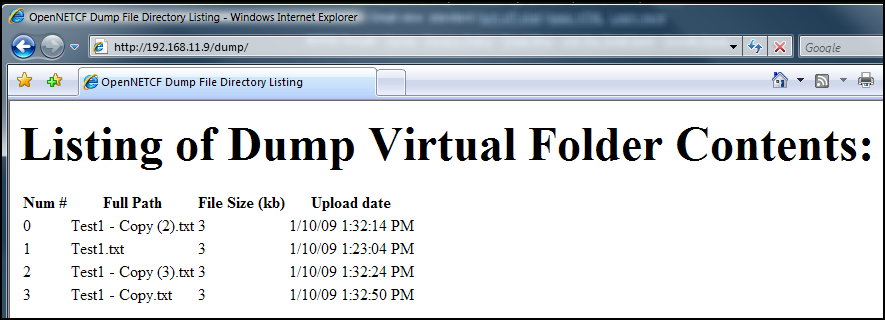 OpenNETCF Dump File Directory Listing - Windows Internet Explorer
http://192.168.11.9/dump/
Google
OpenNETCF Dump File Directory Listing
Listing of Dump Virtual Folder Contents:
Num # Full Path File Size (kb) Upload date
0 Test1 - Copy (2).txt 3 1/10/09 1:32:14 PM
1 Test1.txt 3 1/10/09 1:23:04 PM
2 Test1 - Copy (3).txt 3 1/10/09 1:32:24 PM
3 Test1 - Copy.txt 3 1/10/09 1:32:50 PM